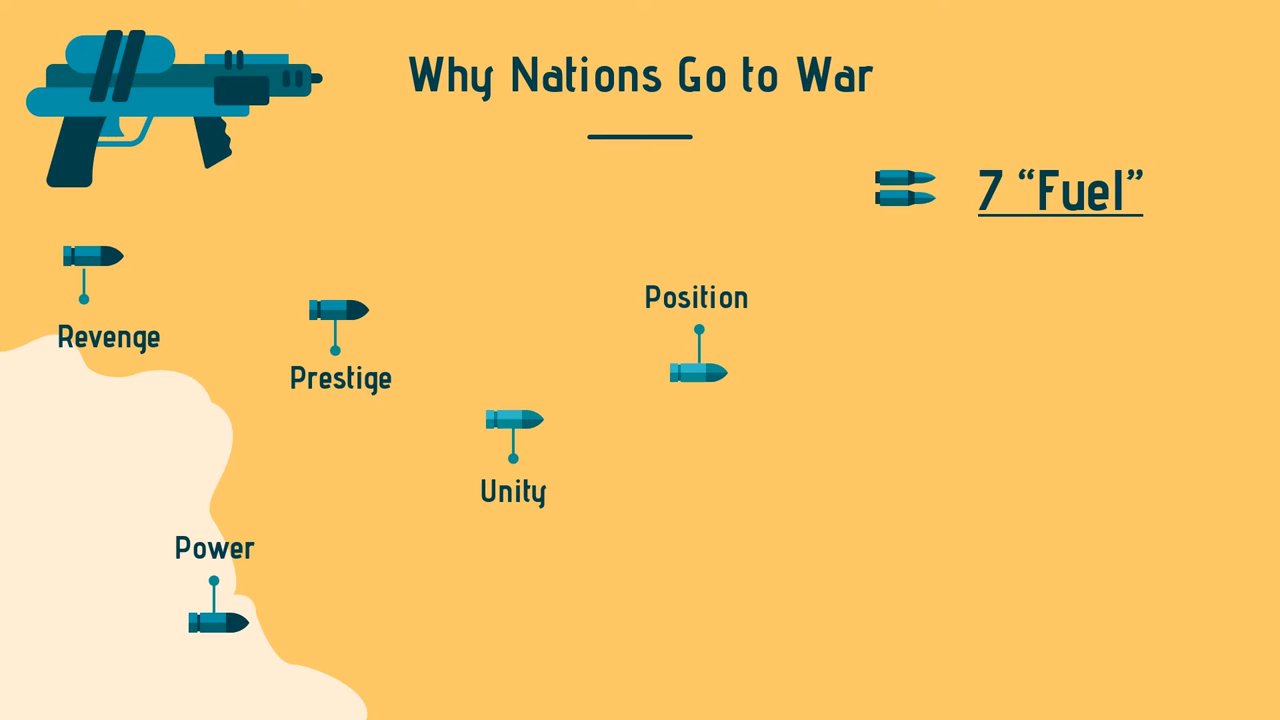 Why Nations Go to War
7 “Fuel”
Revenge
Prestige
Position
Unity
Power